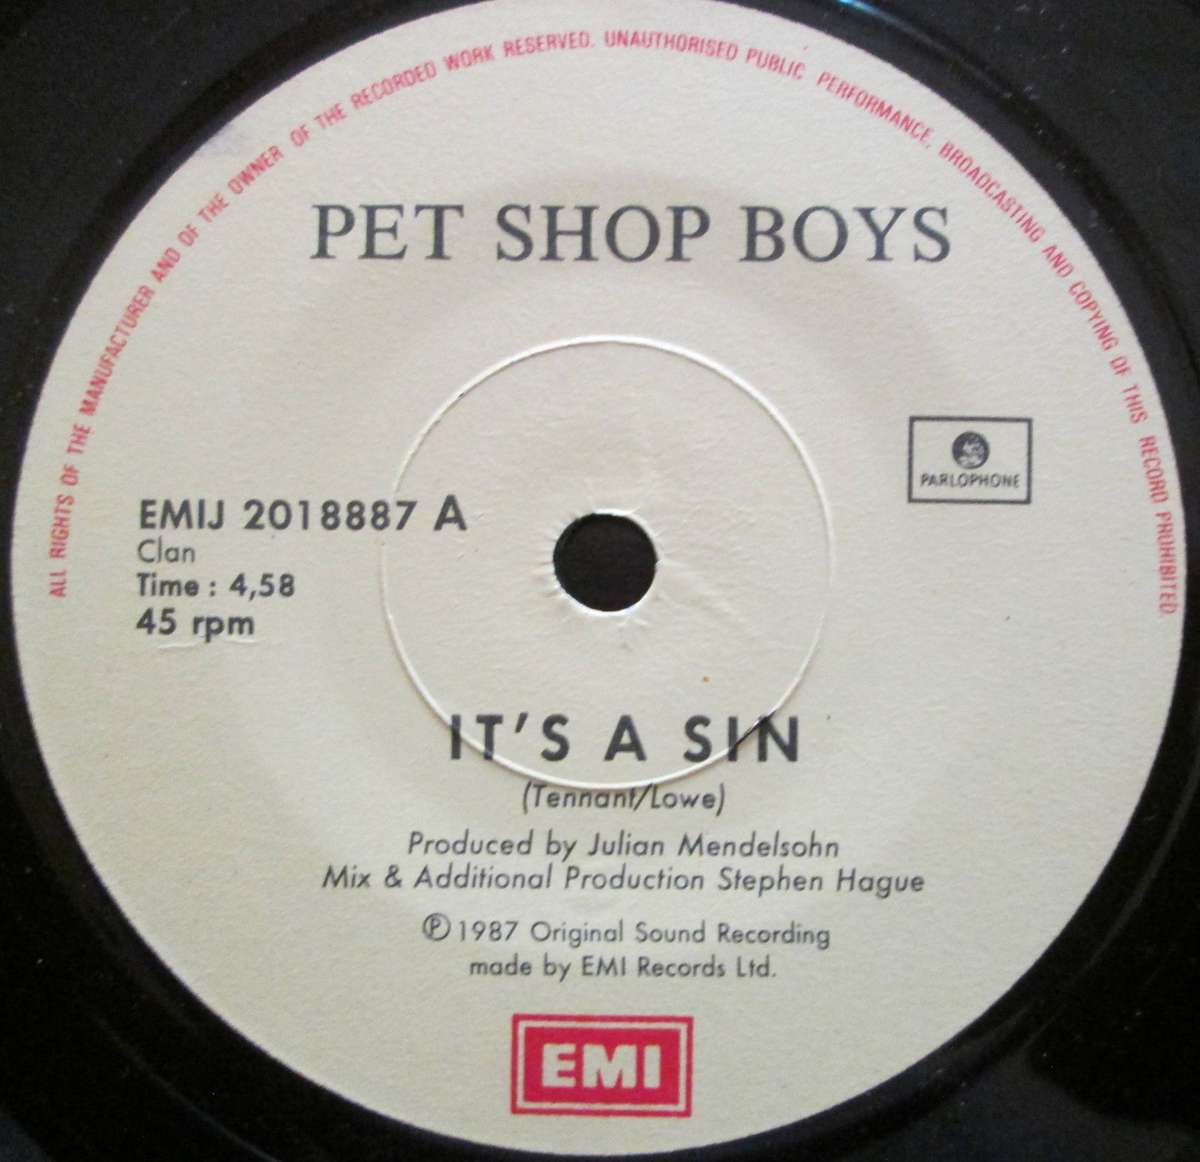 ALL RIGHTS OF THE MANUFACTURER AND OF THE OWNER OF THE RECORDED WORK RESERVED. UNAUTHORISED PUBLIC PERFORMANCE, BROADCASTING AND COPYING OF THIS RECORD PROHIBITED.
PET SHOP BOYS
PARLOPHONE
EMIJ 2018887 A
Clan
Time : 4,58
45 rpm
IT'S A SIN
(Tennant/Lowe)
Produced by Julian Mendelsohn
Mix & Additional Production Stephen Hague
℗ 1987 Original Sound Recording
made by EMI Records Ltd.
EMI